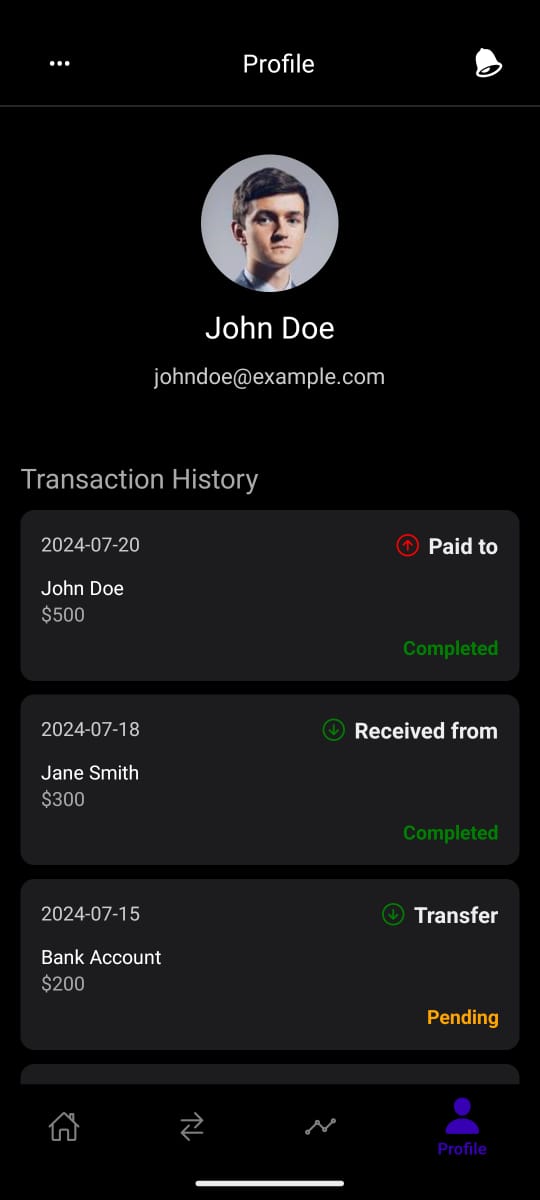 Profile
John Doe
johndoe@example.com
Transaction History
2024-07-20
Paid to
John Doe
$500
Completed
2024-07-18
Received from
Jane Smith
$300
Completed
2024-07-15
Transfer
Bank Account
$200
Pending
Profile